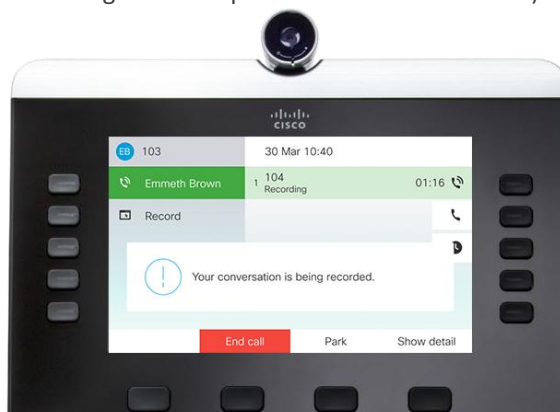 CISCO
EB 103
30 Mar 10:40
Emmeth Brown
1 104
Recording
01:16
Record
Your conversation is being recorded.
End call
Park
Show detail